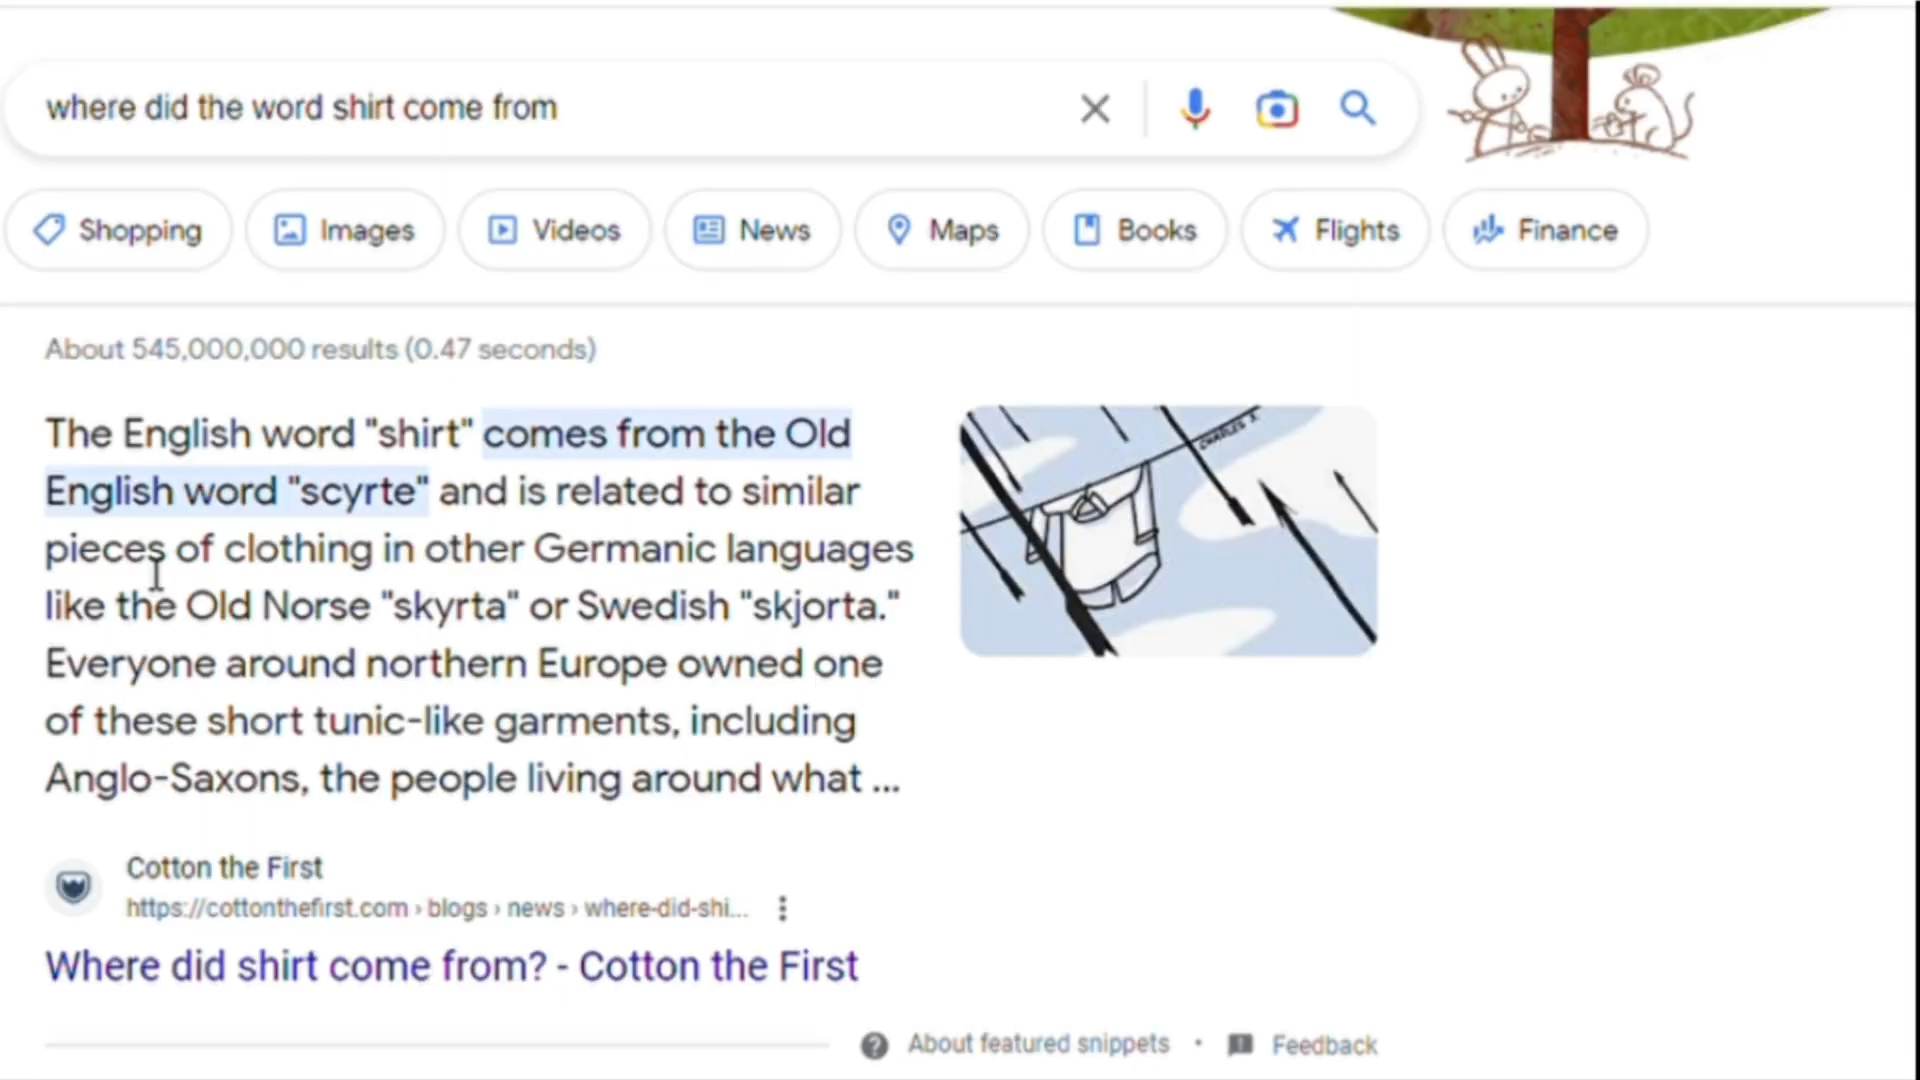 where did the word shirt come from
Shopping Images Videos News Maps Books Flights Finance
About 545,000,000 results (0.47 seconds)
The English word "shirt" comes from the Old
English word "scyrte" and is related to similar
pieces of clothing in other Germanic languages
like the Old Norse "skyrta" or Swedish "skjorta."
Everyone around northern Europe owned one
of these short tunic-like garments, including
Anglo-Saxons, the people living around what ...
CHARLES X.
Cotton the First
https://cottonthefirst.com › blogs › news › where-did-shi...
Where did shirt come from? - Cotton the First
About featured snippets • Feedback